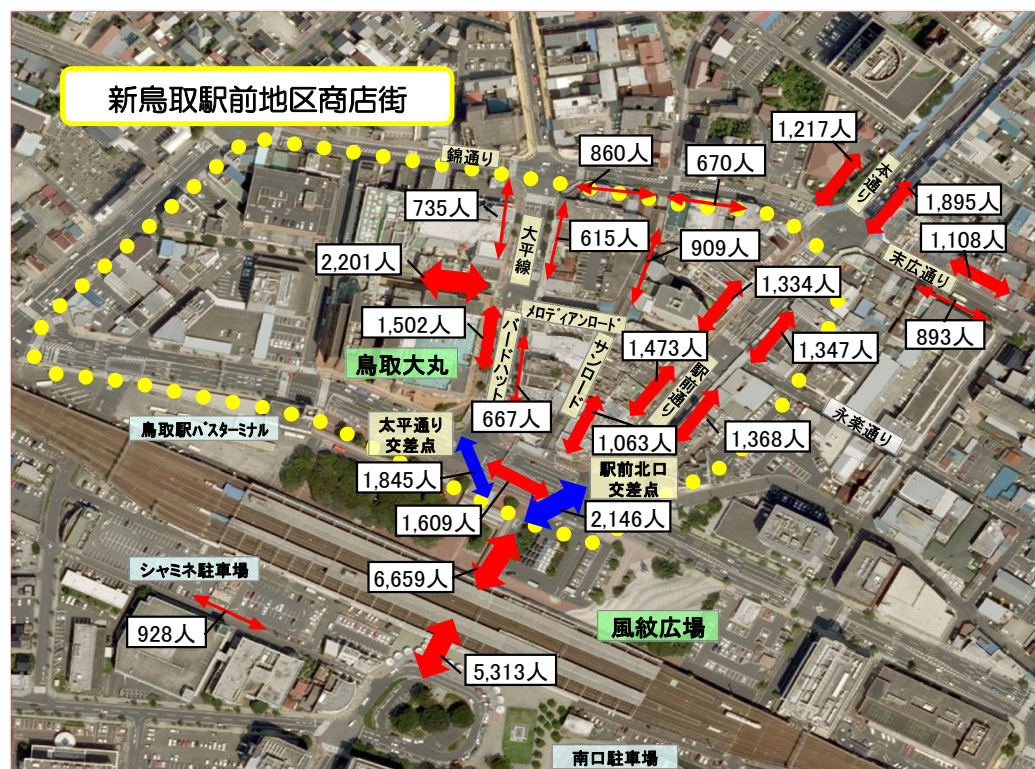 新鳥取駅前地区商店街
錦通り
860人
670人
1,217人
本通り
1,895人
735人
615人
909人
1,108人
大平線
末広通り
2,201人
1,334人
893人
1,502人
メロディアンロード
1,347人
鳥取大丸
バードハット
サンロード
1,473人
駅前通り
667人
1,063人
1,368人
永楽通り
鳥取駅バスターミナル
太平通り
交差点
駅前北口
交差点
1,845人
1,609人
2,146人
6,659人
シャミネ駐車場
928人
風紋広場
5,313人
南口駐車場